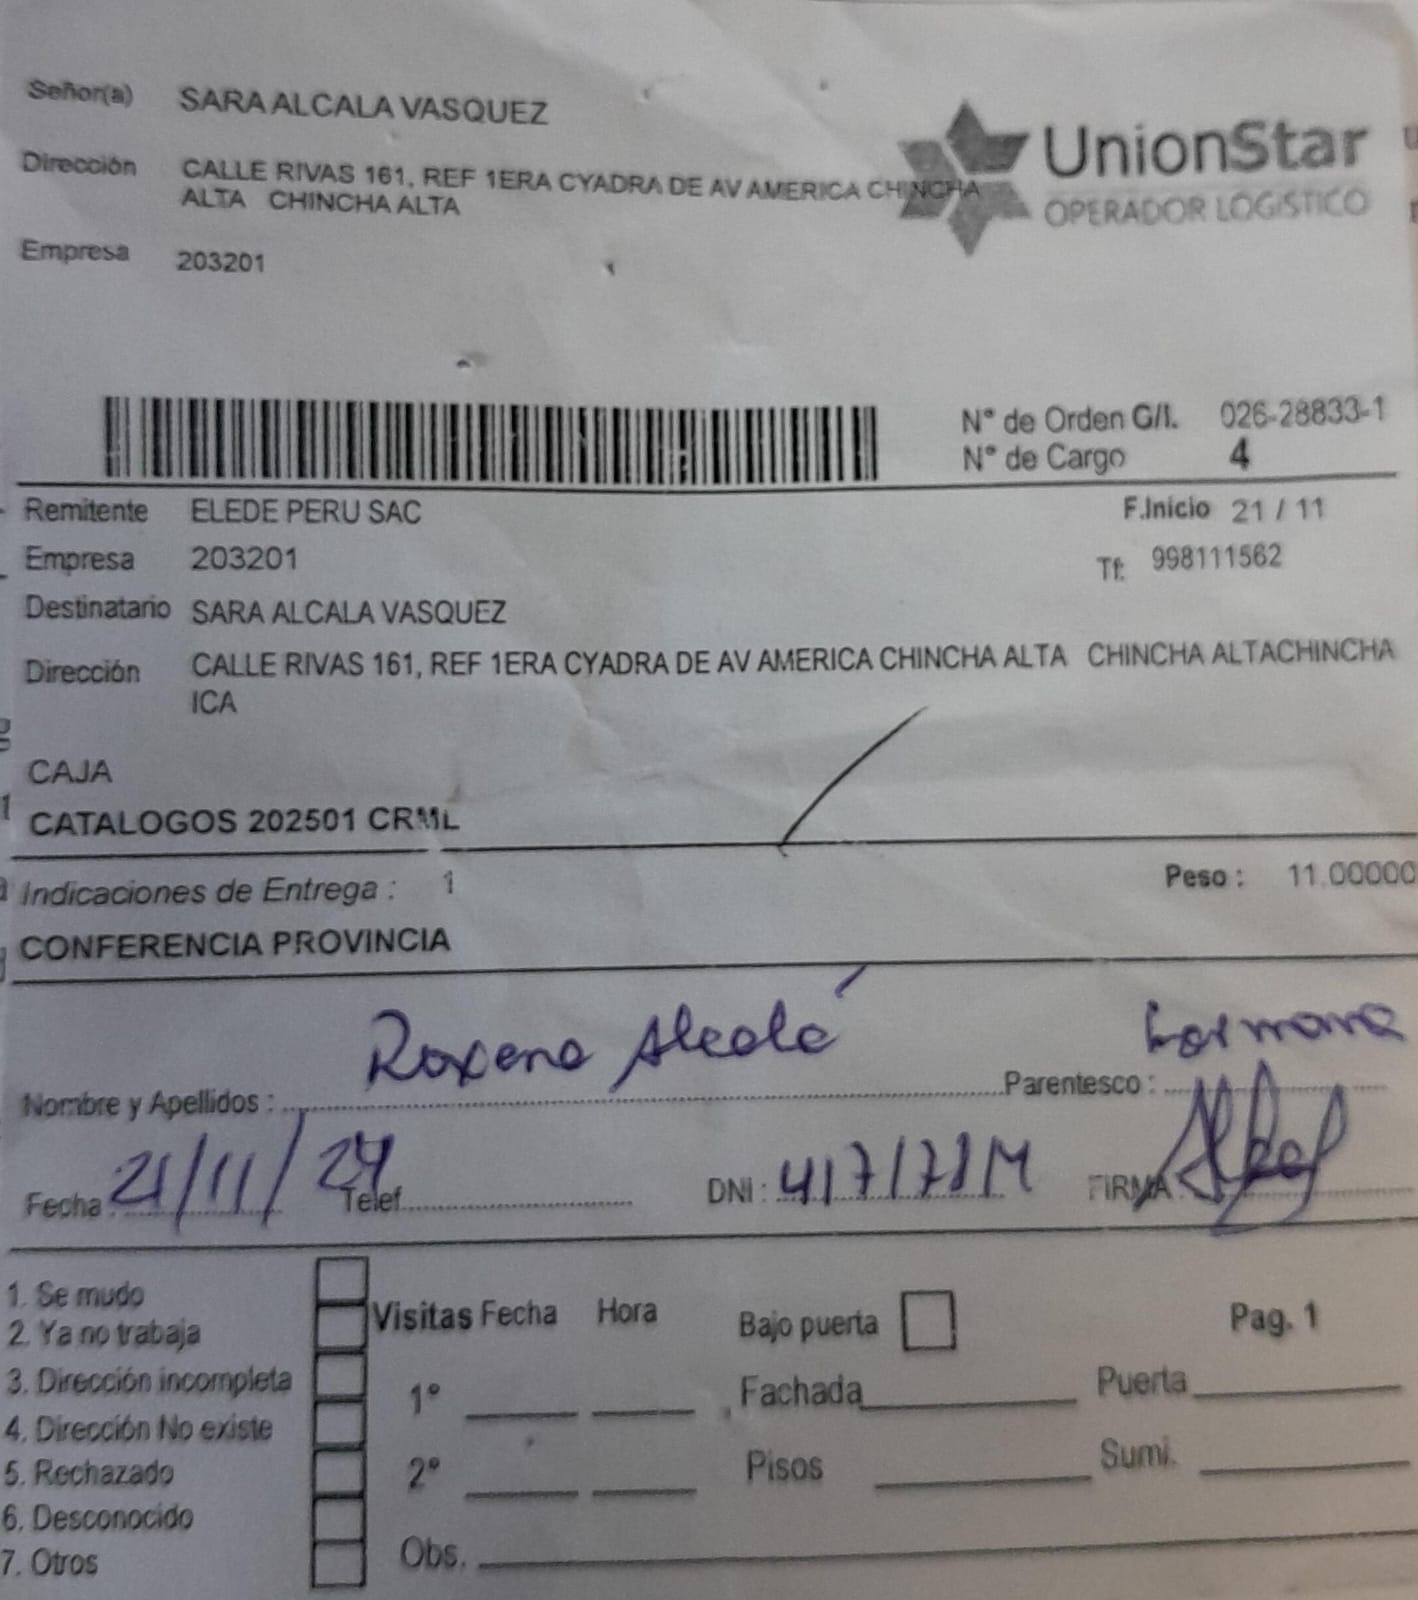 Señor(a) SARA ALCALA VASQUEZ
Dirección CALLE RIVAS 161, REF 1ERA CYADRA DE AV AMERICA CHINCHA
ALTA CHINCHA ALTA
UnionStar
OPERADOR LOGISTICO
Empresa 203201
N° de Orden G/I. 026-28833-1
N° de Cargo 4
Remitente ELEDE PERU SAC F.Inicio 21 / 11
Empresa 203201 Tf: 998111562
Destinatario SARA ALCALA VASQUEZ
Dirección CALLE RIVAS 161, REF 1ERA CYADRA DE AV AMERICA CHINCHA ALTA CHINCHA ALTACHINCHA
ICA
CAJA
CATALOGOS 202501 CRML
Indicaciones de Entrega : 1 Peso : 11.00000
CONFERENCIA PROVINCIA
Nombre y Apellidos : Roxana Alcalá Parentesco : hermana
Fecha : 21/11/24 Telef. DNI : FIRMA :
1. Se mudo
2. Ya no trabaja
3. Dirección incompleta
4. Dirección No existe
5. Rechazado
6. Desconocido
7. Otros
Visitas Fecha Hora
1°
2°
Obs.
Bajo puerta Pag. 1
Fachada Puerta
Pisos Sumi.